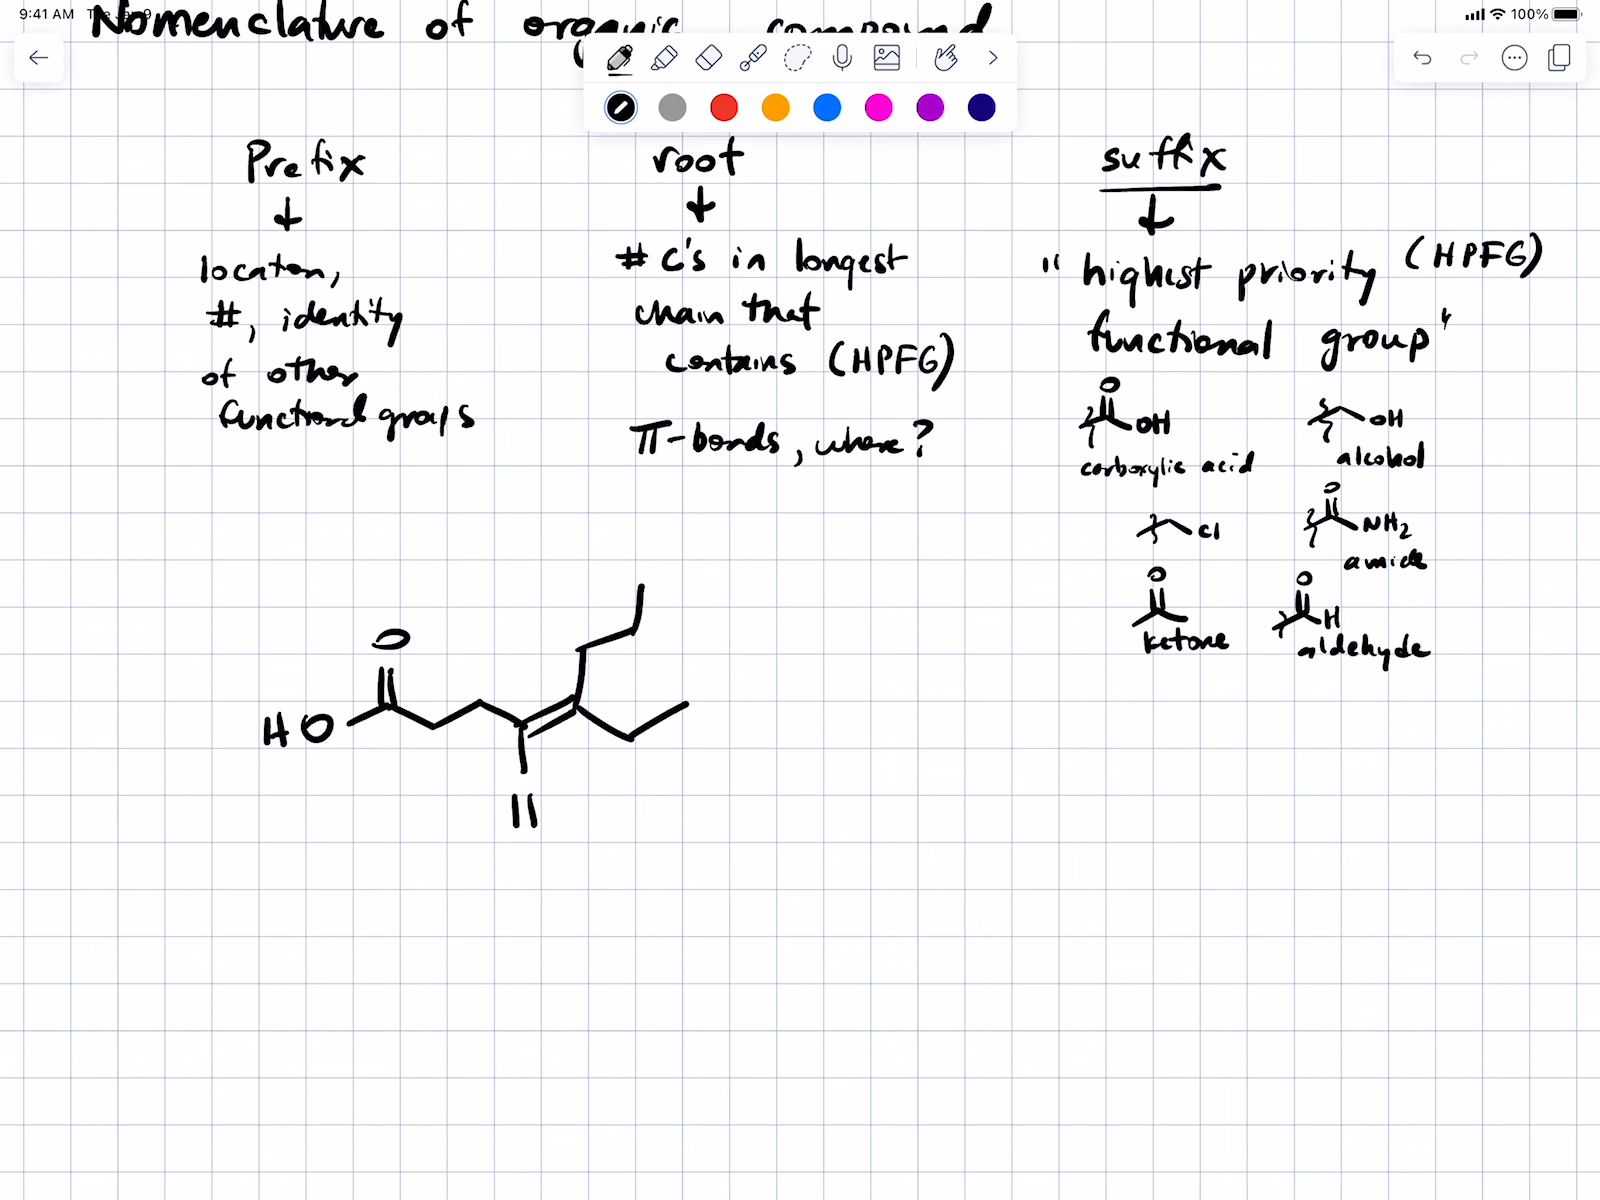 9:41 AM
100%
Nomenclature of organic compound
Prefix
root
suffix
locaton,
#, identity
of other
functional groups
# C's in longest
chain that
contains (HPFG)
π-bonds, where?
"highest priority (HPFG)
functional group"
O
OH
carboxylic acid
OH
alcohol
Cl
O
NH2
amide
O
ketone
O
H
aldehyde
O
HO